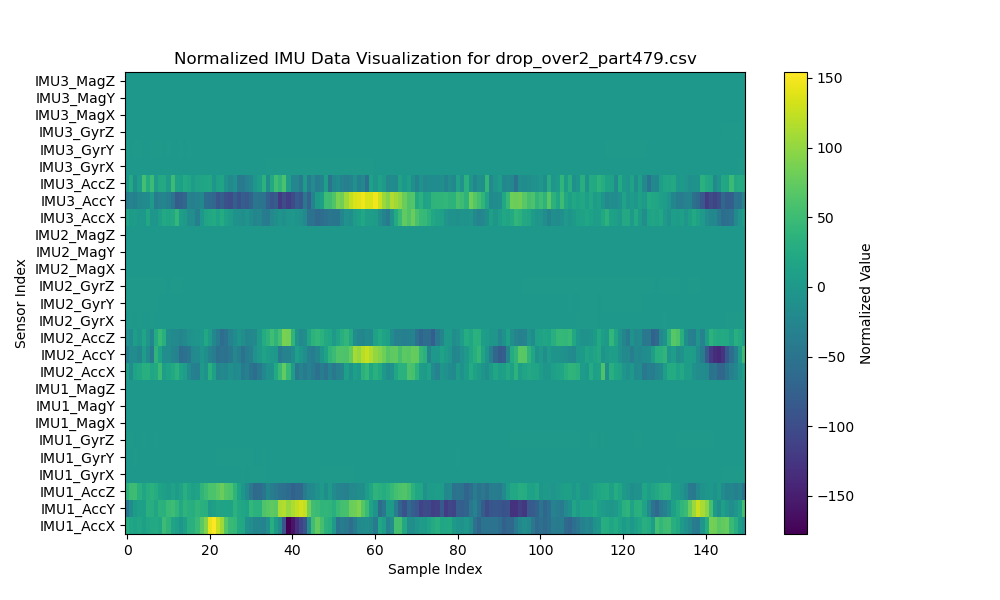 Normalized IMU Data Visualization for drop_over2_part479.csv
IMU3_MagZ
IMU3_MagY
IMU3_MagX
IMU3_GyrZ
IMU3_GyrY
IMU3_GyrX
IMU3_AccZ
IMU3_AccY
IMU3_AccX
IMU2_MagZ
IMU2_MagY
IMU2_MagX
IMU2_GyrZ
IMU2_GyrY
IMU2_GyrX
IMU2_AccZ
IMU2_AccY
IMU2_AccX
IMU1_MagZ
IMU1_MagY
IMU1_MagX
IMU1_GyrZ
IMU1_GyrY
IMU1_GyrX
IMU1_AccZ
IMU1_AccY
IMU1_AccX
Sensor Index
0 20 40 60 80 100 120 140
Sample Index
150
100
50
0
−50
−100
−150
Normalized Value